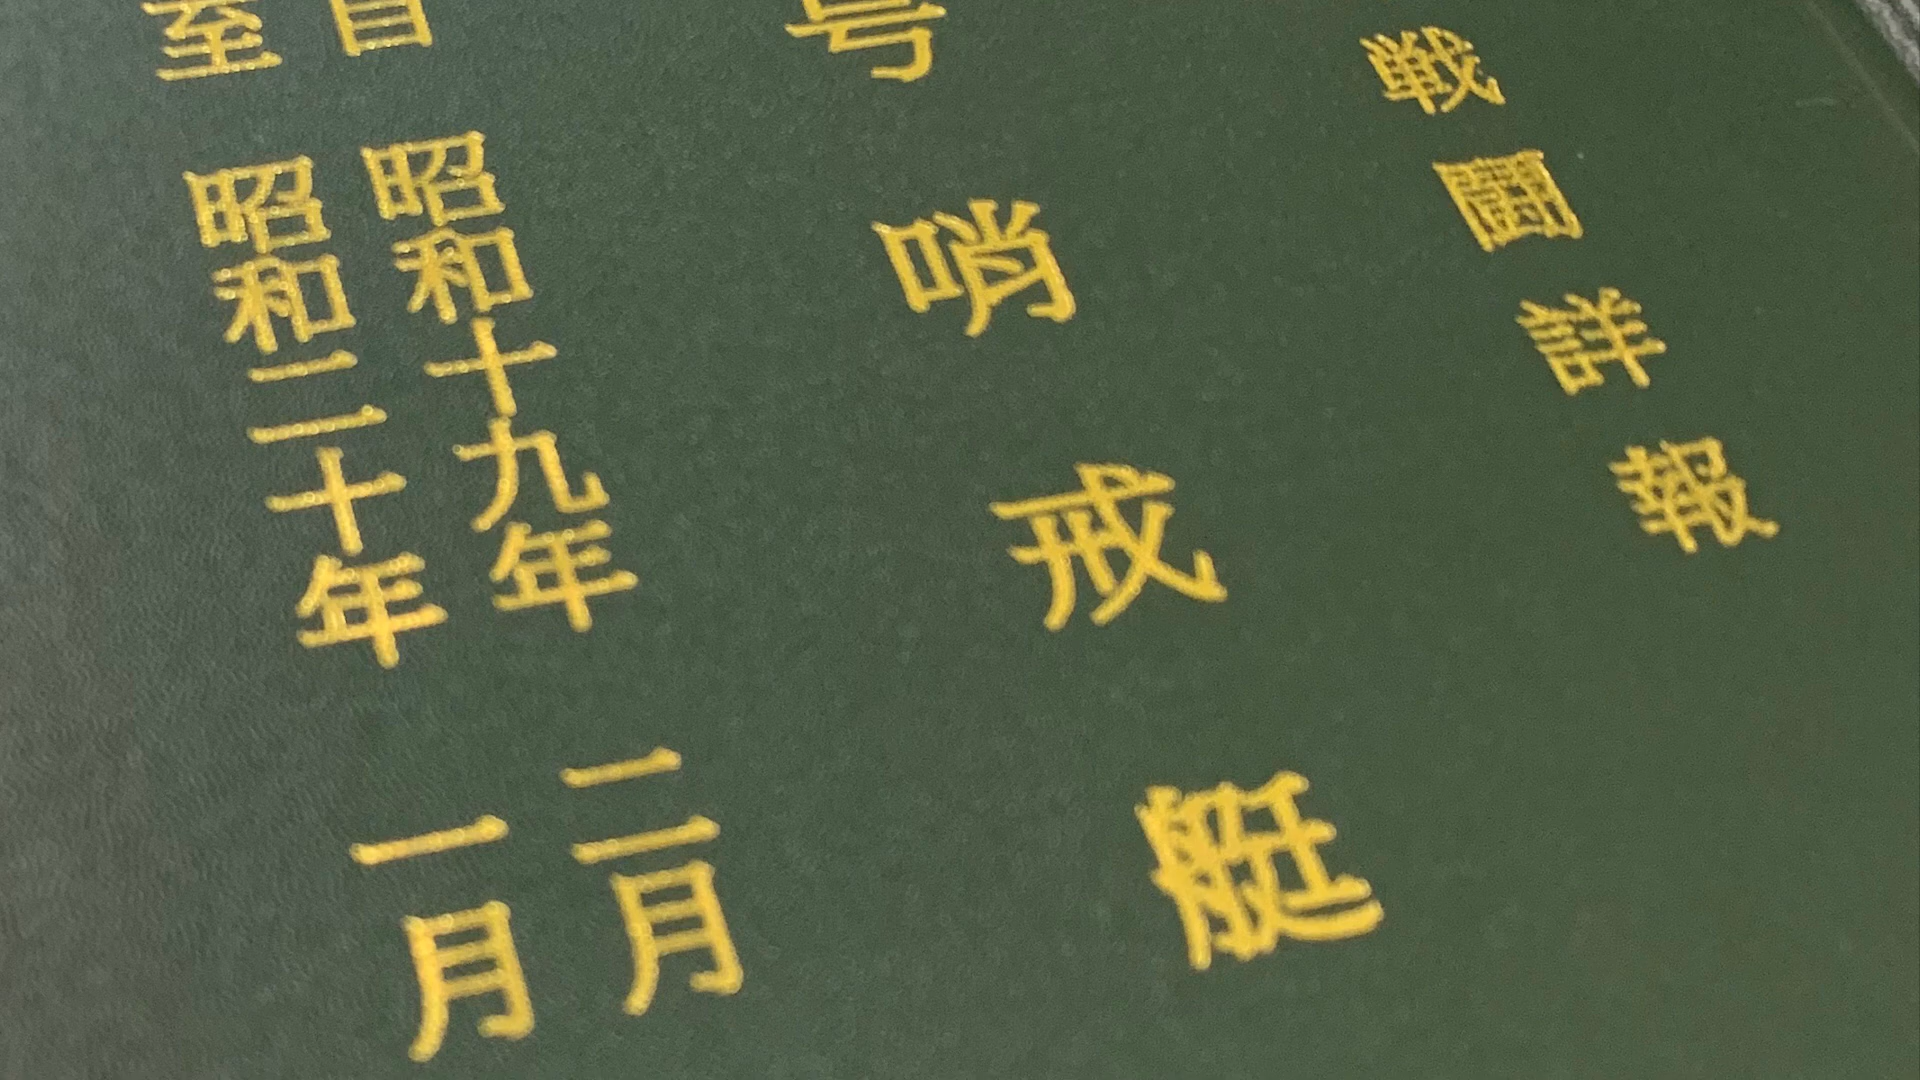 戦闘詳報
号哨戒艇
自昭和十九年二月
至昭和二十年一月